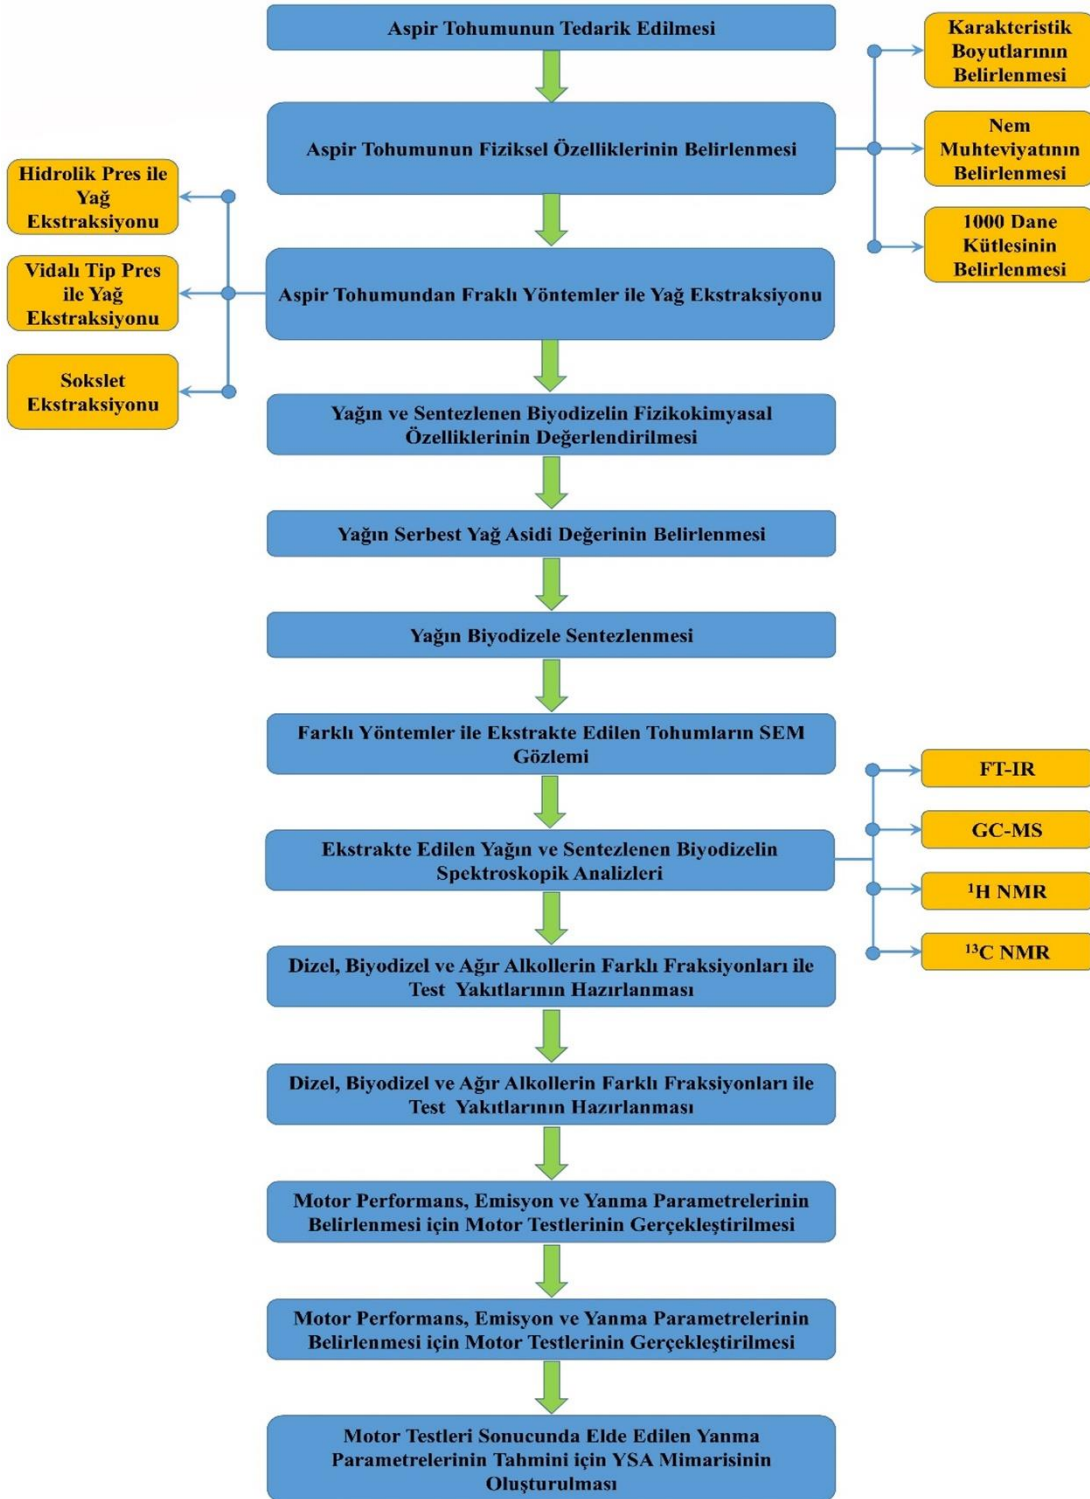 Aspir Tohumunun Tedarik Edilmesi
Karakteristik
Boyutlarının
Belirlenmesi
Aspir Tohumunun Fiziksel Özelliklerinin Belirlenmesi
Nem
Muhteviyatının
Belirlenmesi
1000 Dane
Kütlesinin
Belirlenmesi
Hidrolik Pres ile
Yağ
Ekstraksiyonu
Vidalı Tip Pres
ile Yağ
Ekstraksiyonu
Sokslet
Ekstraksiyonu
Aspir Tohumundan Fraklı Yöntemler ile Yağ Ekstraksiyonu
Yağın ve Sentezlenen Biyodizelin Fizikokimyasal
Özelliklerinin Değerlendirilmesi
Yağın Serbest Yağ Asidi Değerinin Belirlenmesi
Yağın Biyodizele Sentezlenmesi
Farklı Yöntemler ile Ekstrakte Edilen Tohumların SEM
Gözlemi
Ekstrakte Edilen Yağın ve Sentezlenen Biyodizelin
Spektroskopik Analizleri
FT-IR
GC-MS
¹H NMR
¹³C NMR
Dizel, Biyodizel ve Ağır Alkollerin Farklı Fraksiyonları ile
Test Yakıtlarının Hazırlanması
Dizel, Biyodizel ve Ağır Alkollerin Farklı Fraksiyonları ile
Test Yakıtlarının Hazırlanması
Motor Performans, Emisyon ve Yanma Parametrelerinin
Belirlenmesi için Motor Testlerinin Gerçekleştirilmesi
Motor Performans, Emisyon ve Yanma Parametrelerinin
Belirlenmesi için Motor Testlerinin Gerçekleştirilmesi
Motor Testleri Sonucunda Elde Edilen Yanma
Parametrelerinin Tahmini için YSA Mimarisinin
Oluşturulması